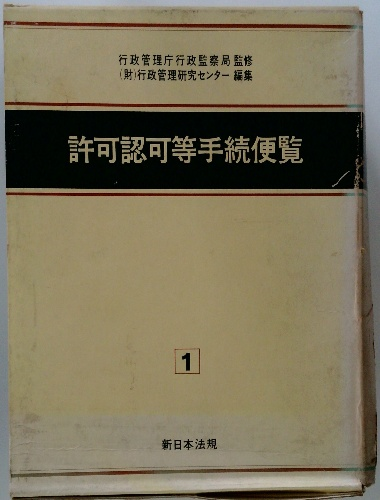 行政管理庁行政監察局 監修
(財)行政管理研究センター 編集
許可認可等手続便覧
1
新日本法規